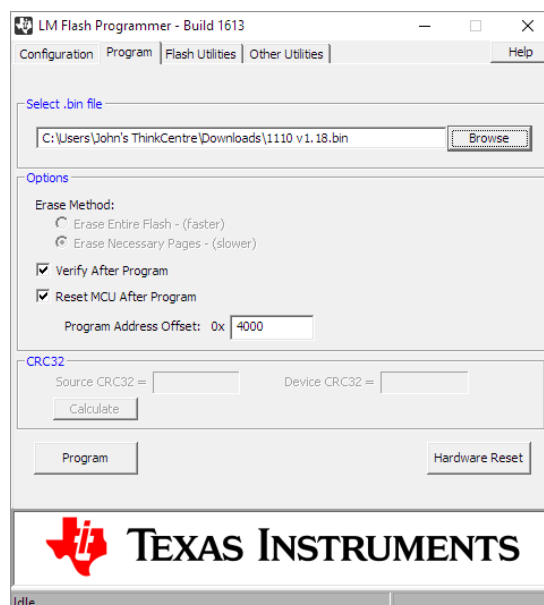 LM Flash Programmer - Build 1613
Configuration Program Flash Utilities Other Utilities Help
Select .bin file
C:\Users\John's ThinkCentre\Downloads\1110 v1.18.bin Browse
Options
Erase Method:
Erase Entire Flash - (faster)
Erase Necessary Pages - (slower)
Verify After Program
Reset MCU After Program
Program Address Offset: 0x 4000
CRC32
Source CRC32 = Device CRC32 =
Calculate
Program Hardware Reset
TEXAS INSTRUMENTS
Idle